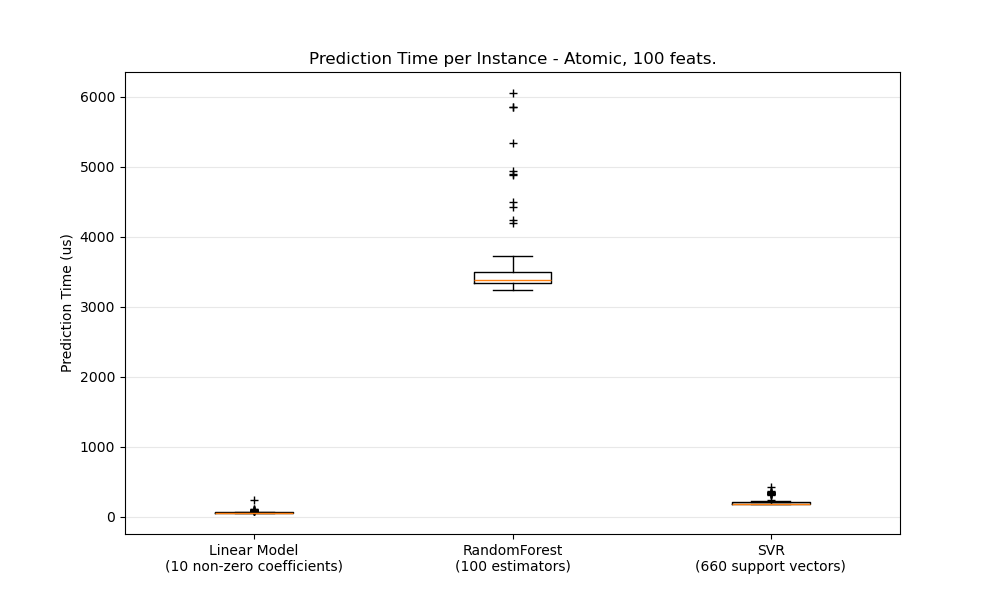 Prediction Time per Instance - Atomic, 100 feats.
Prediction Time (us)
6000
5000
4000
3000
2000
1000
0
Linear Model
(10 non-zero coefficients)
RandomForest
(100 estimators)
SVR
(660 support vectors)